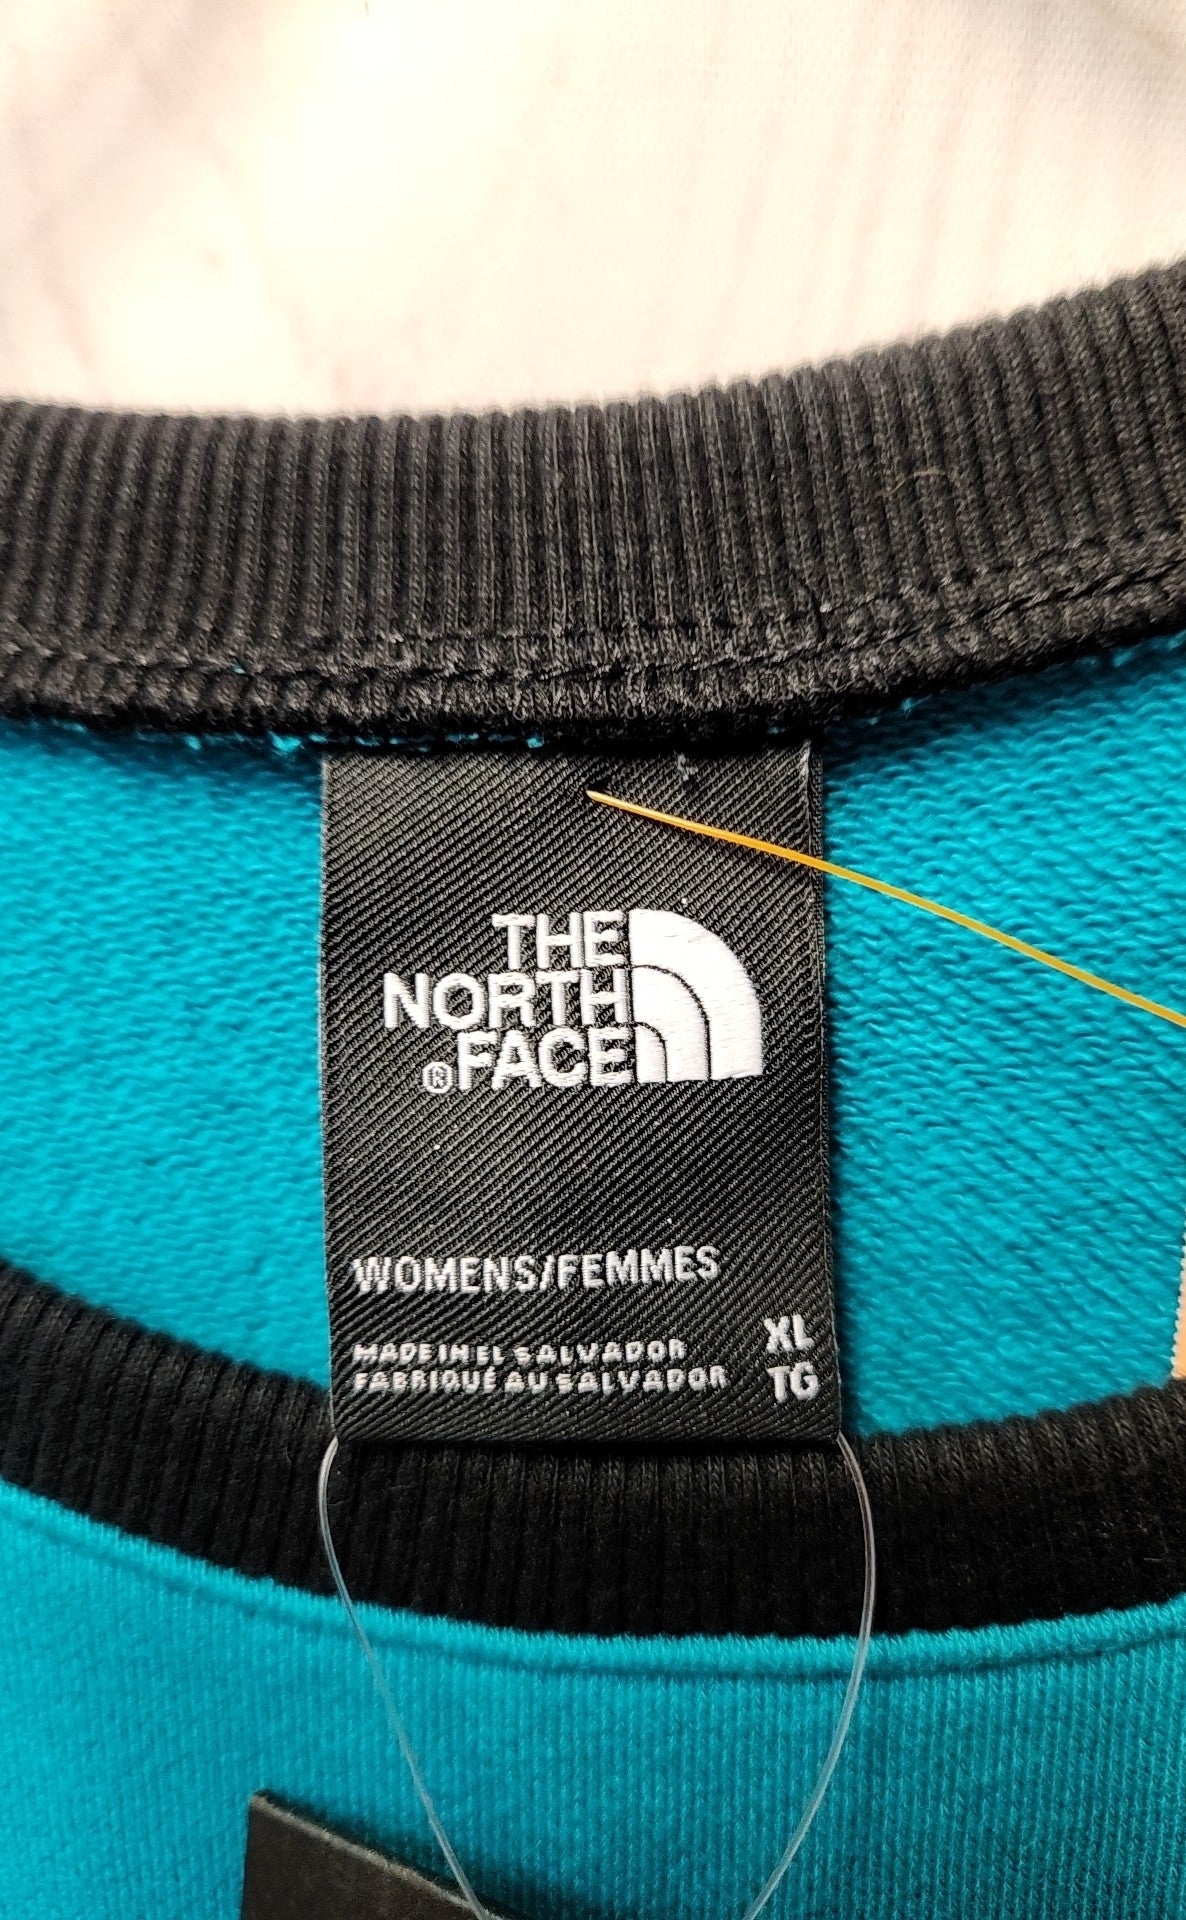 THE
NORTH
®FACE
WOMENS/FEMMES
MADE IN EL SALVADOR
FABRIQUÉ AU SALVADOR
XL
TG